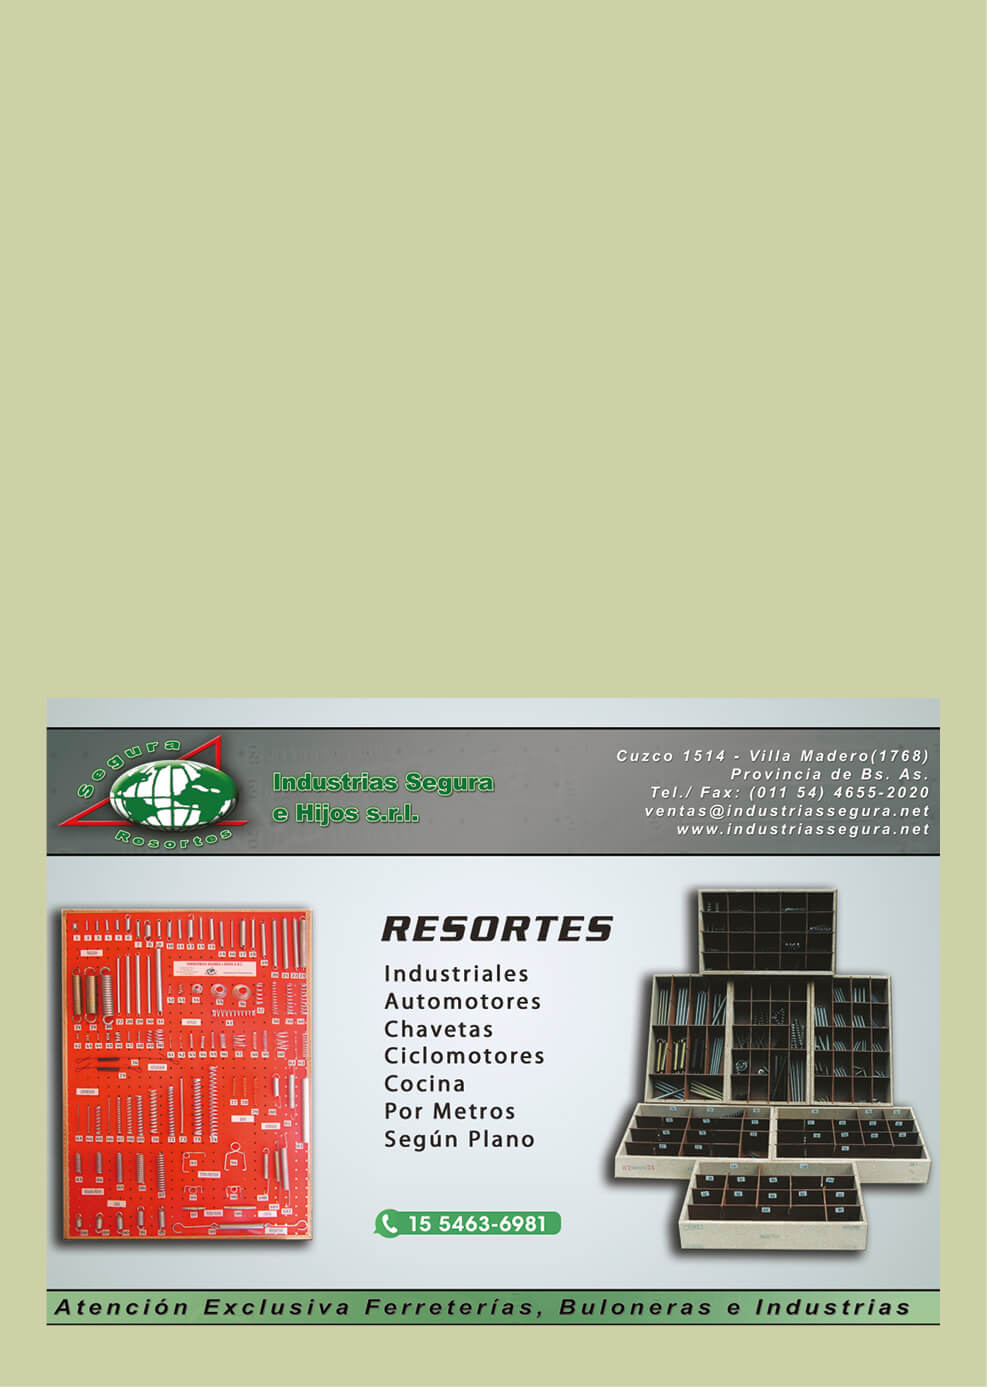 Segura
Resortes
Industrias Segura
e Hijos s.r.l.
Cuzco 1514 - Villa Madero(1768)
Provincia de Bs. As.
Tel./ Fax: (011 54) 4655-2020
ventas@industriassegura.net
www.industriassegura.net
RESORTES
Industriales
Automotores
Chavetas
Ciclomotores
Cocina
Por Metros
Según Plano
15 5463-6981
Atención Exclusiva Ferreterías, Buloneras e Industrias